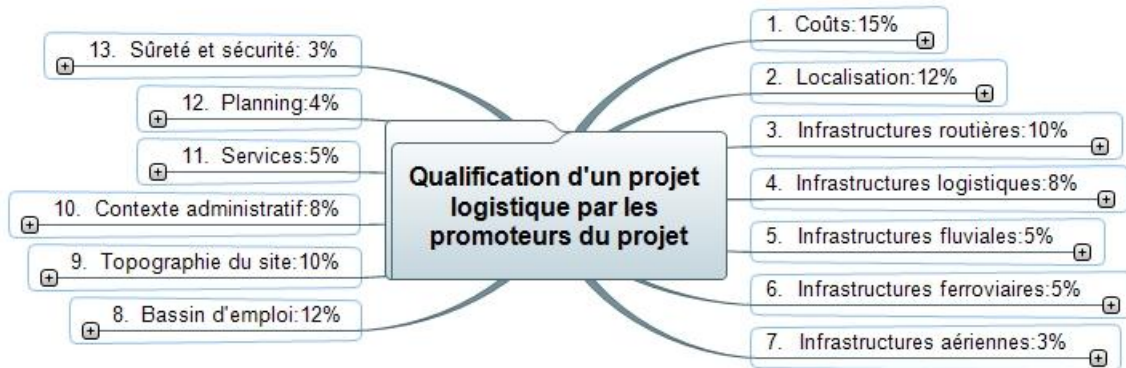 Qualification d'un projet
logistique par les
promoteurs du projet
1. Coûts:15%
2. Localisation:12%
3. Infrastructures routières:10%
4. Infrastructures logistiques:8%
5. Infrastructures fluviales:5%
6. Infrastructures ferroviaires:5%
7. Infrastructures aériennes:3%
8. Bassin d'emploi:12%
9. Topographie du site:10%
10. Contexte administratif:8%
11. Services:5%
12. Planning:4%
13. Sûreté et sécurité: 3%